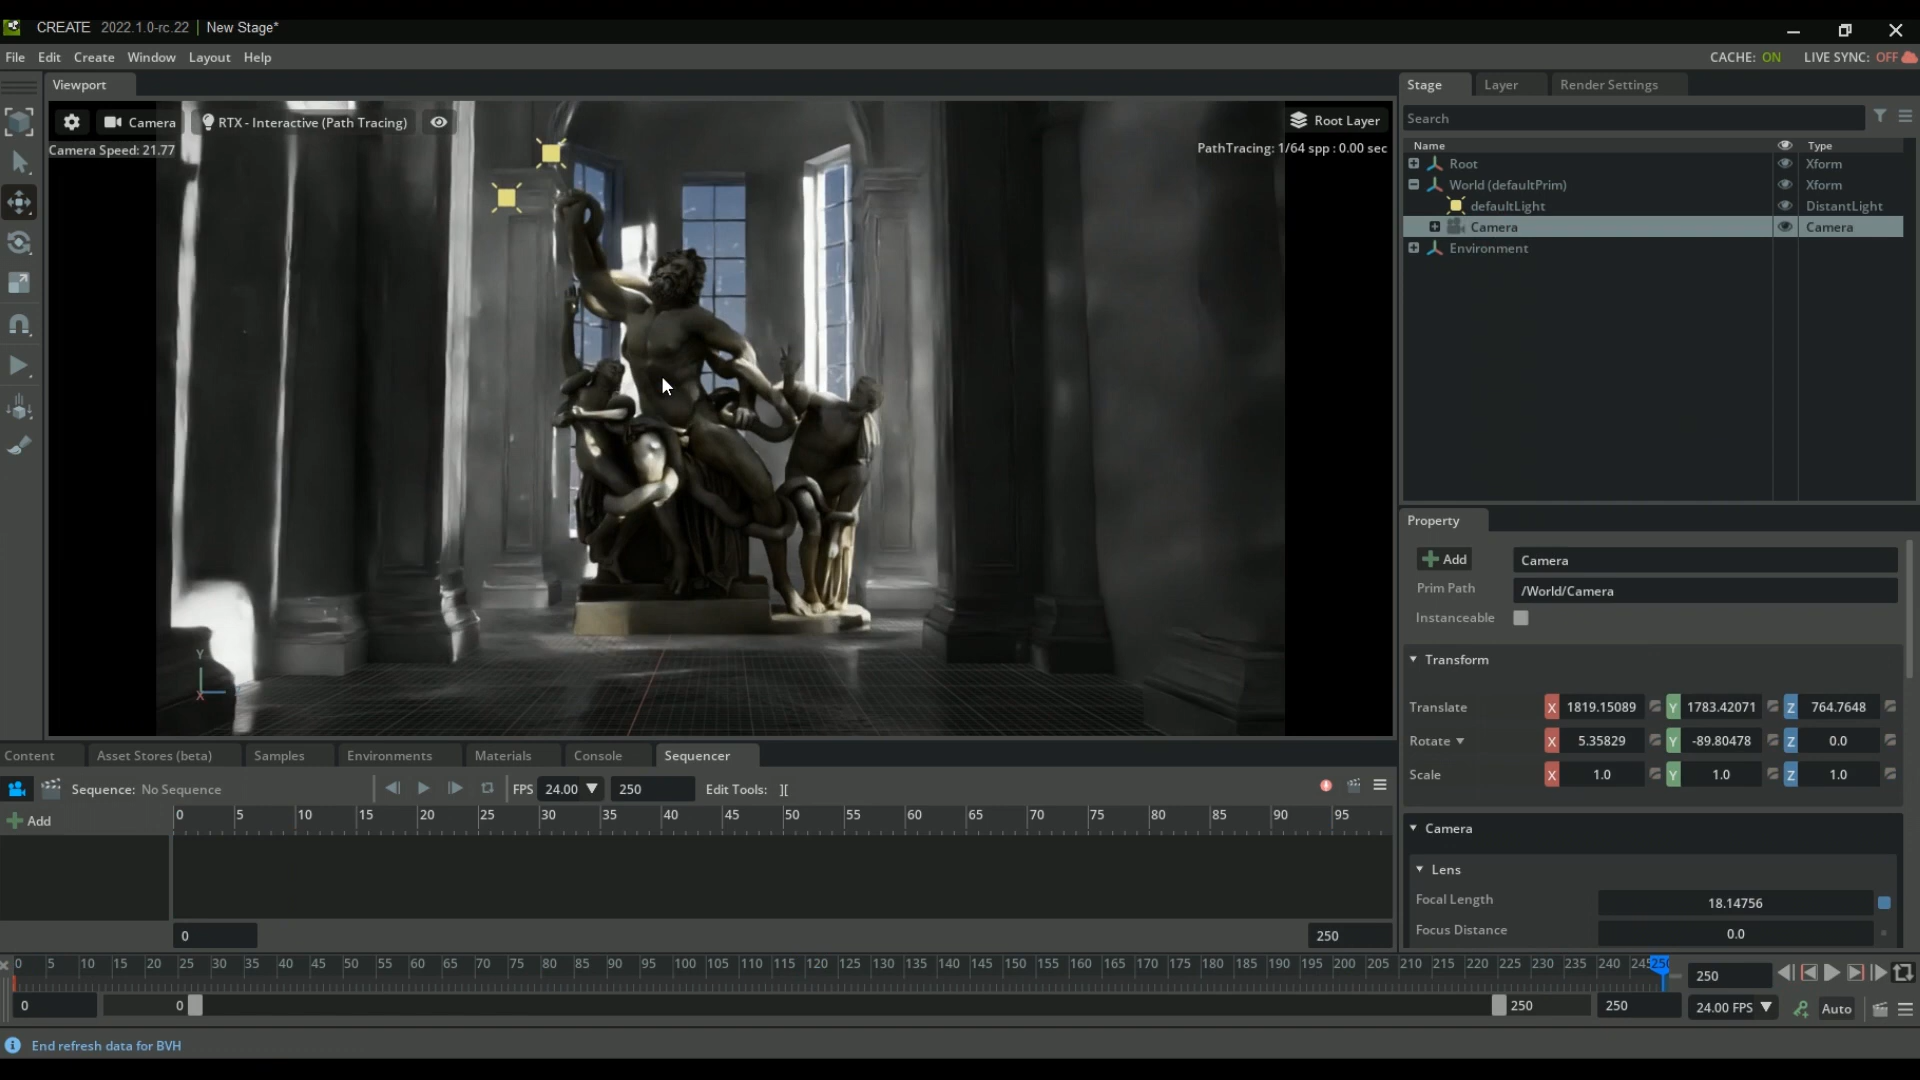 CREATE 2022.1.0-rc.22 | New Stage*
File Edit Create Window Layout Help CACHE: ON LIVE SYNC: OFF
Viewport
Camera RTX - Interactive (Path Tracing) Root Layer
Camera Speed: 21.77 PathTracing: 1/64 spp : 0.00 sec
Y
X
Stage Layer Render Settings
Search
Name Type
Root Xform
World (defaultPrim) Xform
defaultLight DistantLight
Camera Camera
Environment
Property
Add Camera
Prim Path /World/Camera
Instanceable
Transform
Translate X 1819.15089 Y 1783.42071 Z 764.7648
Rotate X 5.35829 Y -89.80478 Z 0.0
Scale X 1.0 Y 1.0 Z 1.0
Camera
Lens
Focal Length 18.14756
Focus Distance 0.0
Content Asset Stores (beta) Samples Environments Materials Console Sequencer
Sequence: No Sequence FPS 24.00 250 Edit Tools: ][
Add 0 5 10 15 20 25 30 35 40 45 50 55 60 65 70 75 80 85 90 95
0 250
0 5 10 15 20 25 30 35 40 45 50 55 60 65 70 75 80 85 90 95 100 105 110 115 120 125 130 135 140 145 150 155 160 165 170 175 180 185 190 195 200 205 210 215 220 225 230 235 240 245 250 250
0 0 250 250 24.00 FPS Auto
End refresh data for BVH